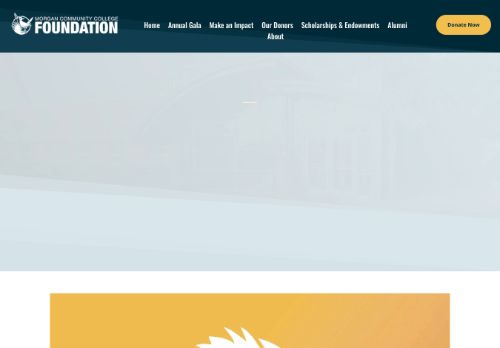 MORGAN COMMUNITY COLLEGE
FOUNDATION
Home Annual Gala Make an Impact Our Donors Scholarships & Endowments Alumni
About
Donate Now